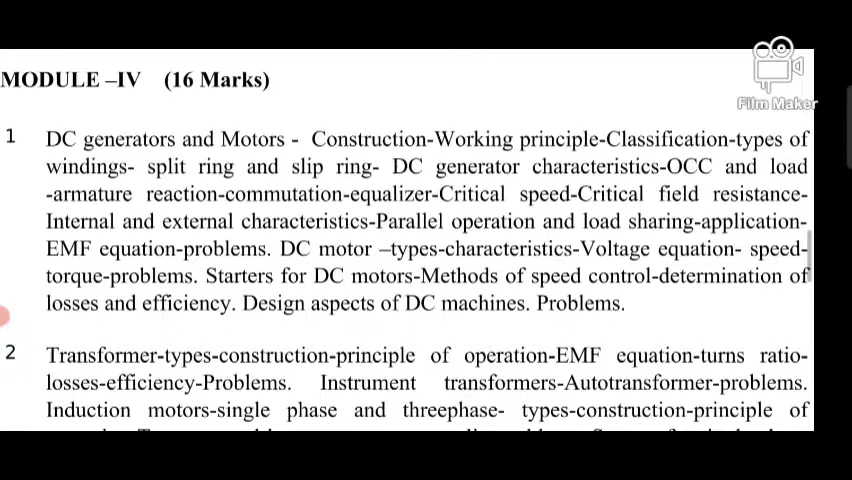 MODULE –IV (16 Marks)
Film Maker
1 DC generators and Motors - Construction-Working principle-Classification-types of
windings- split ring and slip ring- DC generator characteristics-OCC and load
-armature reaction-commutation-equalizer-Critical speed-Critical field resistance-
Internal and external characteristics-Parallel operation and load sharing-application-
EMF equation-problems. DC motor –types-characteristics-Voltage equation- speed-
torque-problems. Starters for DC motors-Methods of speed control-determination of
losses and efficiency. Design aspects of DC machines. Problems.
2 Transformer-types-construction-principle of operation-EMF equation-turns ratio-
losses-efficiency-Problems. Instrument transformers-Autotransformer-problems.
Induction motors-single phase and threephase- types-construction-principle of